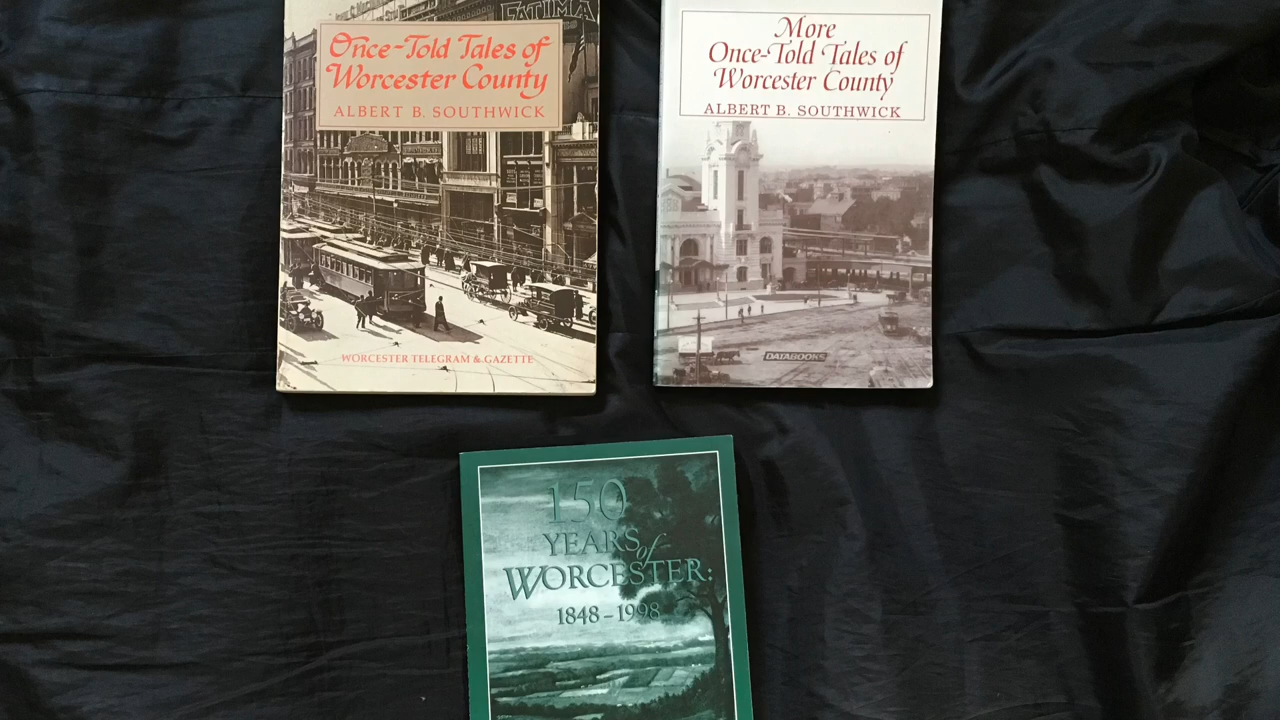 FATIMA
Once-Told Tales of
Worcester County
ALBERT B. SOUTHWICK
WORCESTER TELEGRAM & GAZETTE
More
Once-Told Tales of
Worcester County
ALBERT B. SOUTHWICK
DATABOOKS
150
YEARS of
WORCESTER:
1848-1998